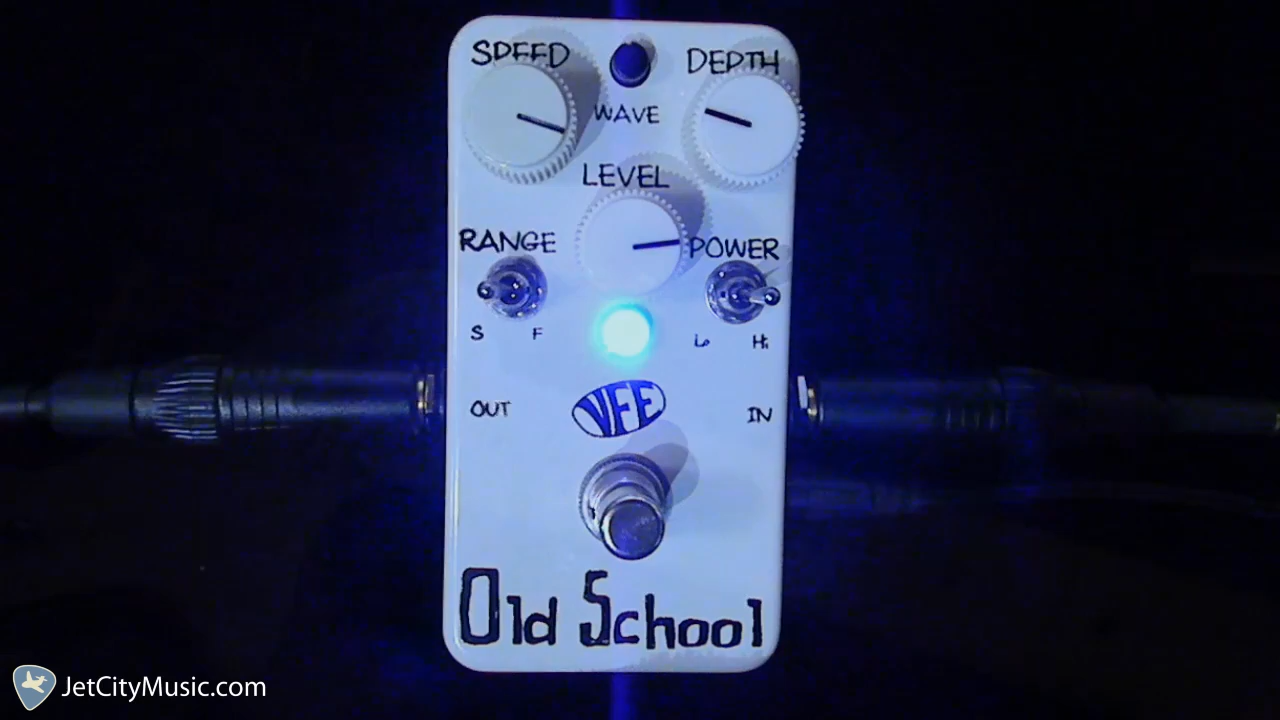 SPEED
DEPTH
WAVE
LEVEL
RANGE
POWER
S F
Lo Hi
OUT
VFE
IN
Old School
JetCityMusic.com